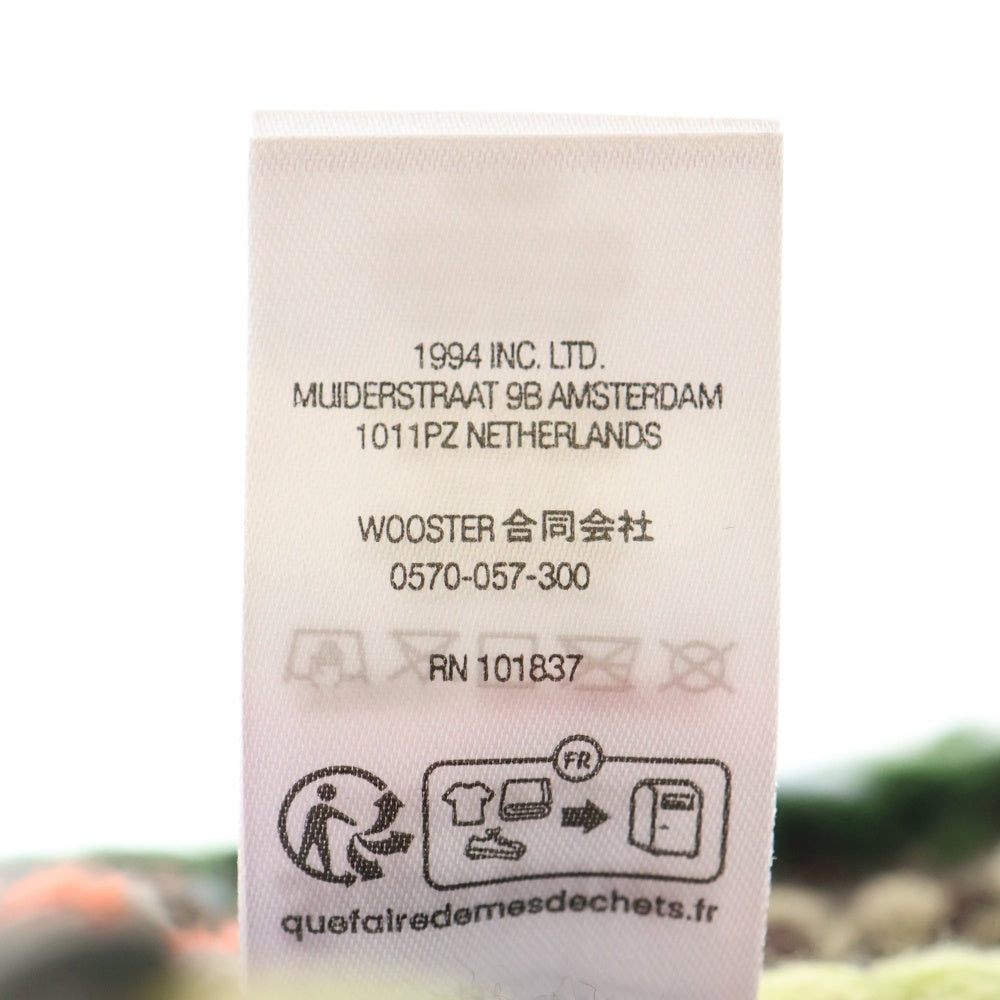 1994 INC. LTD.
MUIDERSTRAAT 9B AMSTERDAM
1011PZ NETHERLANDS
WOOSTER 合同会社
0570-057-300
RN 101837
FR
quefairedemesdechets.fr